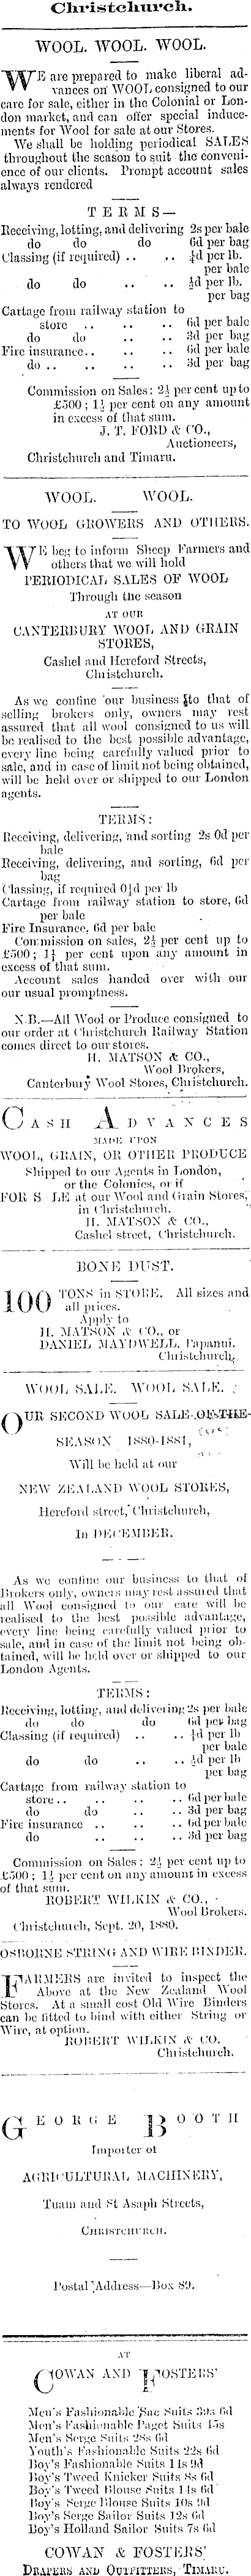 Christchurch.
WOOL. WOOL. WOOL.
WE are prepared to make liberal ad-
vances on WOOL consigned to our
care for sale, either in the Colonial or Lon-
don market, and can offer special induce-
ments for Wool for sale at our Stores.
We shall be holding periodical SALES
throughout the season to suit the conveni-
ence of our clients. Prompt account sales
always rendered
TERMS—
Receiving, lotting, and delivering 2s per bale
do do do 6d per bag
Classing (if required) .. .. ¼d per lb.
per bale
do do .. .. ½d per lb.
per bag
Cartage from railway station to
store .. .. .. .. 6d per bale
do do .. .. .. 3d per bag
Fire insurance .. .. .. 6d per bale
do .. .. .. .. .. 3d per bag
Commission on Sales: 2½ per cent up to
£500; 1½ per cent on any amount
in excess of that sum.
J. T. FORD & CO.,
Auctioneers,
Christchurch and Timaru.
WOOL. WOOL.
TO WOOL GROWERS AND OTHERS.
WE beg to inform Sheep Farmers and
others that we will hold
PERIODICAL SALES OF WOOL
Through the season
AT OUR
CANTERBURY WOOL AND GRAIN
STORES,
Cashel and Hereford Streets,
Christchurch.
As we confine our business to that of
selling brokers only, owners may rest
assured that all wool consigned to us will
be realised to the best possible advantage,
every line being carefully valued prior to
sale, and in case of limit not being obtained,
will be held over or shipped to our London
agents.
TERMS:
Receiving, delivering, and sorting 2s 0d per
bale
Receiving, delivering, and sorting, 6d per
bag
Classing, if required 0¼d per lb
Cartage from railway station to store, 6d
per bale
Fire Insurance, 6d per bale
Commission on sales, 2½ per cent up to
£500; 1¼ per cent upon any amount in
excess of that sum.
Account sales handed over with our
our usual promptness.
N.B.—All Wool or Produce consigned to
our order at Christchurch Railway Station
comes direct to our stores.
H. MATSON & CO.,
Wool Brokers,
Canterbury Wool Stores, Christchurch.
CASH ADVANCES
MADE UPON
WOOL, GRAIN, OR OTHER PRODUCE
Shipped to our Agents in London,
or the Colonies, or if
FOR S LE at our Wool and Grain Stores,
in Christchurch.
H. MATSON & CO.,
Cashel street, Christchurch.
BONE DUST.
100 TONS in STORE. All sizes and
all prices.
Apply to
H. MATSON & CO., or
DANIEL MAYDWELL, Papanui.
Christchurch.
WOOL SALE. WOOL SALE.
OUR SECOND WOOL SALE OF THE
SEASON 1880-1881,
Will be held at our
NEW ZEALAND WOOL STORES,
Hereford street, Christchurch,
In DECEMBER.
As we confine our business to that of
Brokers only, owners may rest assured that
all Wool consigned to our care will be
realised to the best possible advantage,
every line being carefully valued prior to
sale, and in case of the limit not being ob-
tained, will be held over or shipped to our
London Agents.
TERMS:
Receiving, lotting, and delivering 2s per bale
do do do 6d per bag
Classing (if required) .. .. ¼d per lb
per bale
do do .. .. ½d per lb
per bag
Cartage from railway station to
store .. .. .. .. 6d per bale
do do .. .. .. 3d per bag
Fire insurance .. .. .. 6d per bale
do .. .. .. .. 3d per bag
Commission on Sales: 2½ per cent up to
£500; 1½ per cent on any amount in excess
of that sum.
ROBERT WILKIN & CO.,
Wool Brokers.
Christchurch, Sept. 20, 1880.
OSBORNE STRING AND WIRE BINDER.
FARMERS are invited to inspect the
Above at the New Zealand Wool
Stores. At a small cost Old Wire Binders
can be fitted to bind with either String or
Wire, at option.
ROBERT WILKIN & CO.
Christchurch.
GEORGE BOOTH
Importer of
AGRICULTURAL MACHINERY,
Tuam and St Asaph Streets,
CHRISTCHURCH.
Postal Address—Box 89.
AT
COWAN AND FOSTERS'
Men's Fashionable Sac Suits 39s 6d
Men's Fashionable Paget Suits 45s
Men's Serge Suits 28s 6d
Youth's Fashionable Suits 22s 6d
Boy's Fashionable Suits 11s 9d
Boy's Tweed Knicker Suits 8s 6d
Boy's Tweed Blouse Suits 11s 6d
Boy's Serge Blouse Suits 10s 9d
Boy's Serge Sailor Suits 12s 6d
Boy's Holland Sailor Suits 7s 6d
COWAN & FOSTERS'
DRAPERS AND OUTFITTERS, TIMARU.